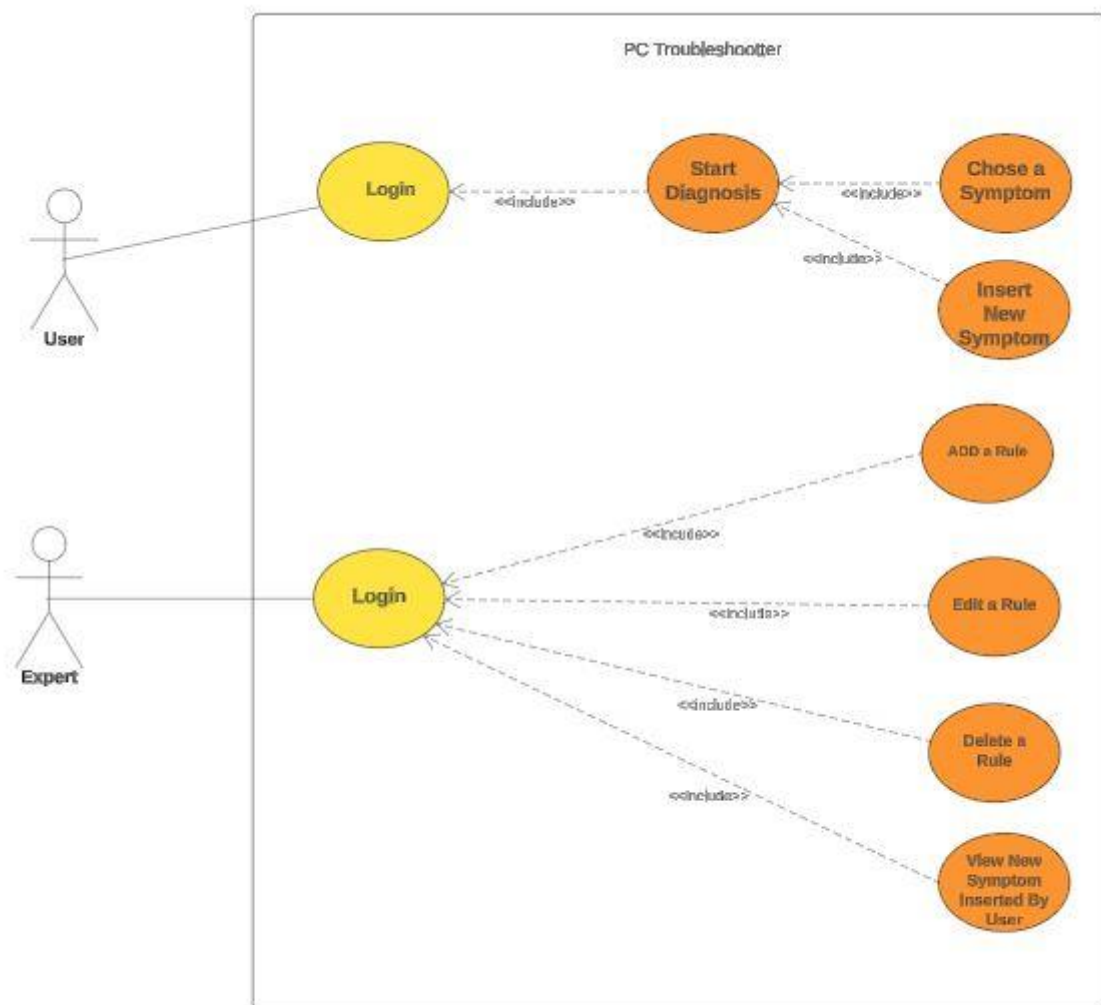 PC Troubleshootter
Login
<<include>>
Start
Diagnosis
<<include>>
Chose a
Symptom
<<include>>
Insert
New
Symptom
User
ADD a Rule
<<include>>
Login
Expert
<<include>>
Edit a Rule
<<include>>
Delete a
Rule
<<include>>
View New
Symptom
Inserted By
User